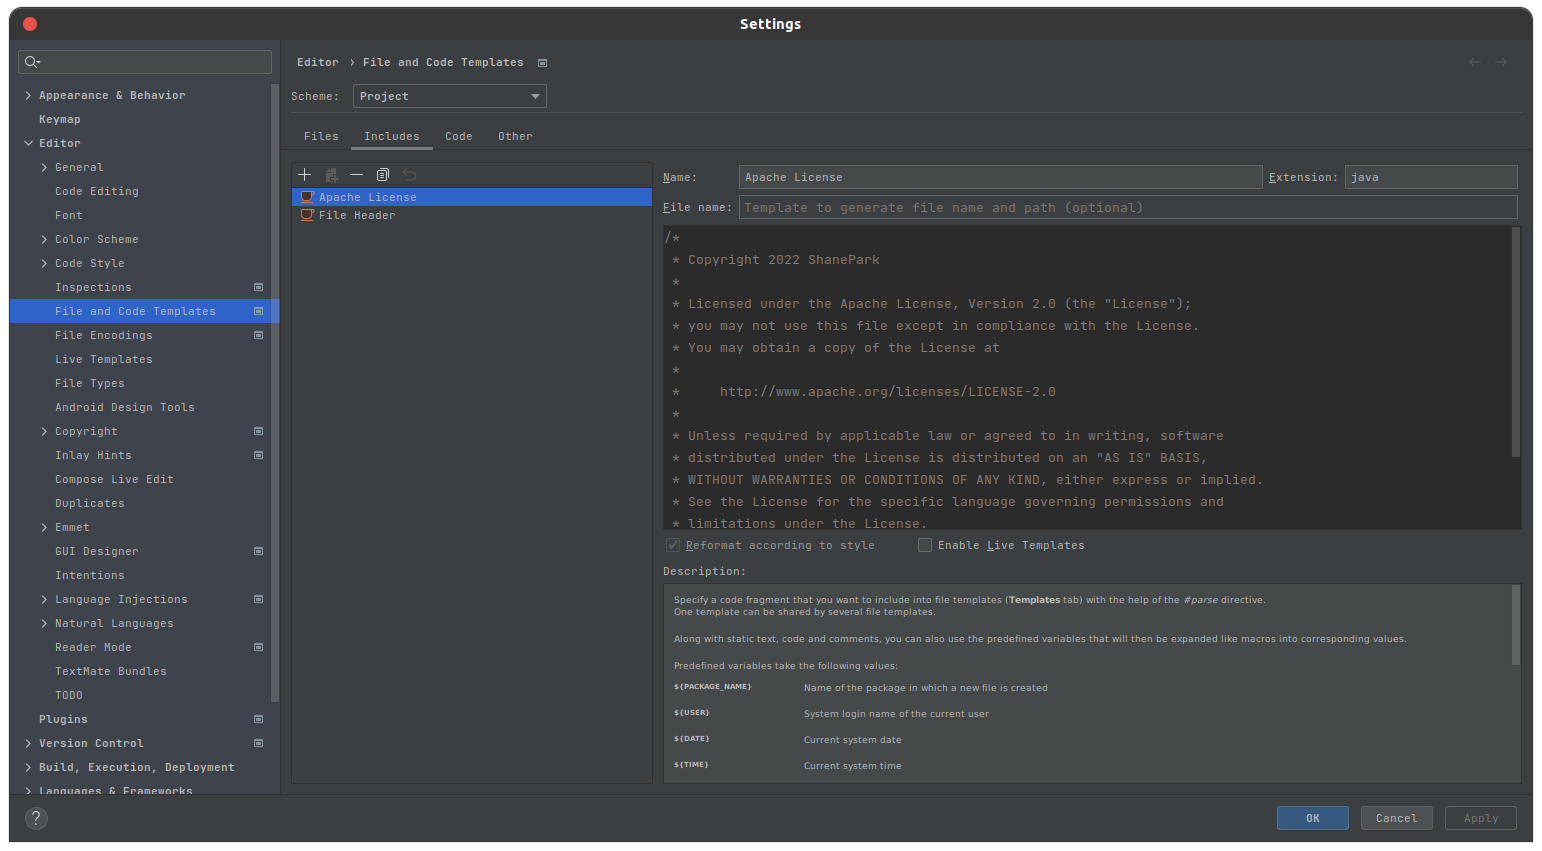 Settings
Editor › File and Code Templates
Scheme: Project
Files Includes Code Other
Appearance & Behavior
Keymap
Editor
General
Code Editing
Font
Color Scheme
Code Style
Inspections
File and Code Templates
File Encodings
Live Templates
File Types
Android Design Tools
Copyright
Inlay Hints
Compose Live Edit
Duplicates
Emmet
GUI Designer
Intentions
Language Injections
Natural Languages
Reader Mode
TextMate Bundles
TODO
Plugins
Version Control
Build, Execution, Deployment
Languages & Frameworks
Apache License
File Header
Name: Apache License Extension: java
File name: Template to generate file name and path (optional)
/*
* Copyright 2022 ShanePark
*
* Licensed under the Apache License, Version 2.0 (the "License");
* you may not use this file except in compliance with the License.
* You may obtain a copy of the License at
*
* http://www.apache.org/licenses/LICENSE-2.0
*
* Unless required by applicable law or agreed to in writing, software
* distributed under the License is distributed on an "AS IS" BASIS,
* WITHOUT WARRANTIES OR CONDITIONS OF ANY KIND, either express or implied.
* See the License for the specific language governing permissions and
* limitations under the License.
Reformat according to style Enable Live Templates
Description:
Specify a code fragment that you want to include into file templates (Templates tab) with the help of the #parse directive.
One template can be shared by several file templates.
Along with static text, code and comments, you can also use the predefined variables that will then be expanded like macros into corresponding values.
Predefined variables take the following values:
${PACKAGE_NAME} Name of the package in which a new file is created
${USER} System login name of the current user
${DATE} Current system date
${TIME} Current system time
?
OK Cancel Apply